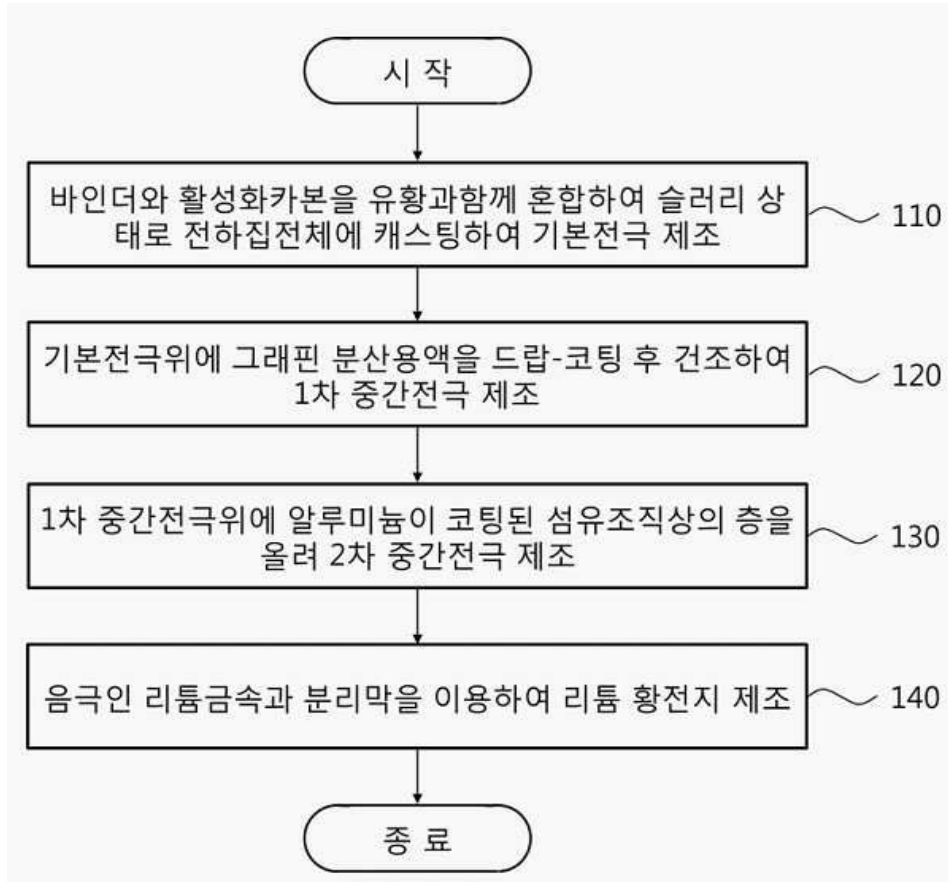 시 작
바인더와 활성화카본을 유황과함께 혼합하여 슬러리 상
태로 전하집전체에 캐스팅하여 기본전극 제조
110
기본전극위에 그래핀 분산용액을 드랍-코팅 후 건조하여
1차 중간전극 제조
120
1차 중간전극위에 알루미늄이 코팅된 섬유조직상의 층을
올려 2차 중간전극 제조
130
음극인 리튬금속과 분리막을 이용하여 리튬 황전지 제조
140
종 료